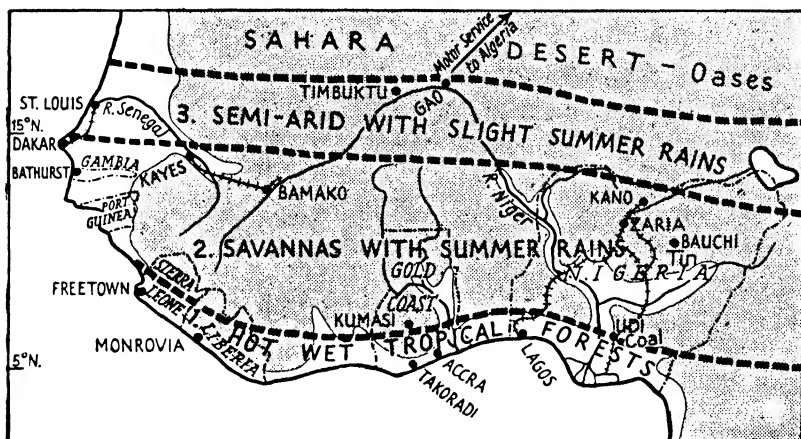 SAHARA
DESERT - Oases
Motor Service
to Algeria
TIMBUKTU
GAO
ST. LOUIS
R. Senegal
3. SEMI-ARID WITH SLIGHT SUMMER RAINS
15°N.
DAKAR
BATHURST
GAMBIA
KAYES
BAMAKO
PORT
GUINEA
R. Niger
KANO
ZARIA
BAUCHI
Tin
2. SAVANNAS WITH SUMMER RAINS
NIGERIA
GOLD
COAST
SIERRA
LEONE
FREETOWN
LIBERIA
KUMASI
1. HOT WET TROPICAL FORESTS
UDI
Coal
MONROVIA
5°N.
ACCRA
TAKORADI
LAGOS